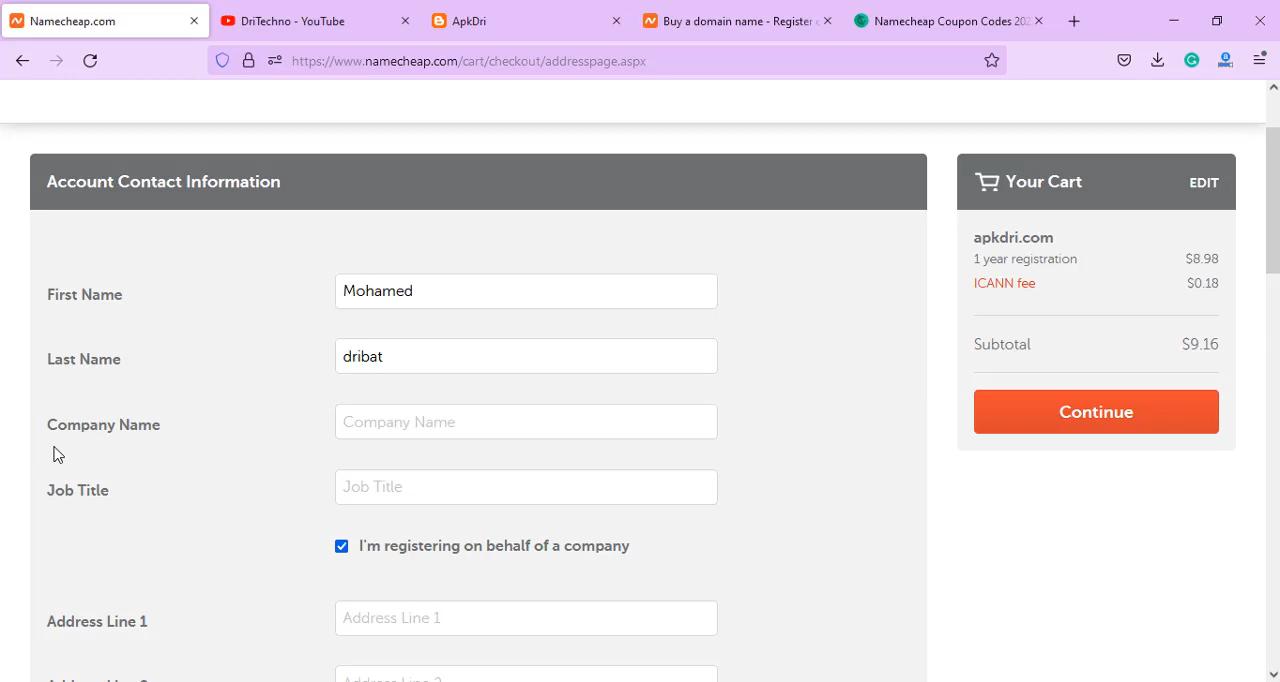 Namecheap.com
DriTechno - YouTube
ApkDri
Buy a domain name - Register
Namecheap Coupon Codes 202
https://www.namecheap.com/cart/checkout/addresspage.aspx
Account Contact Information
First Name
Mohamed
Last Name
dribat
Company Name
Company Name
Job Title
Job Title
I'm registering on behalf of a company
Address Line 1
Address Line 1
Your Cart
EDIT
apkdri.com
1 year registration
$8.98
ICANN fee
$0.18
Subtotal
$9.16
Continue